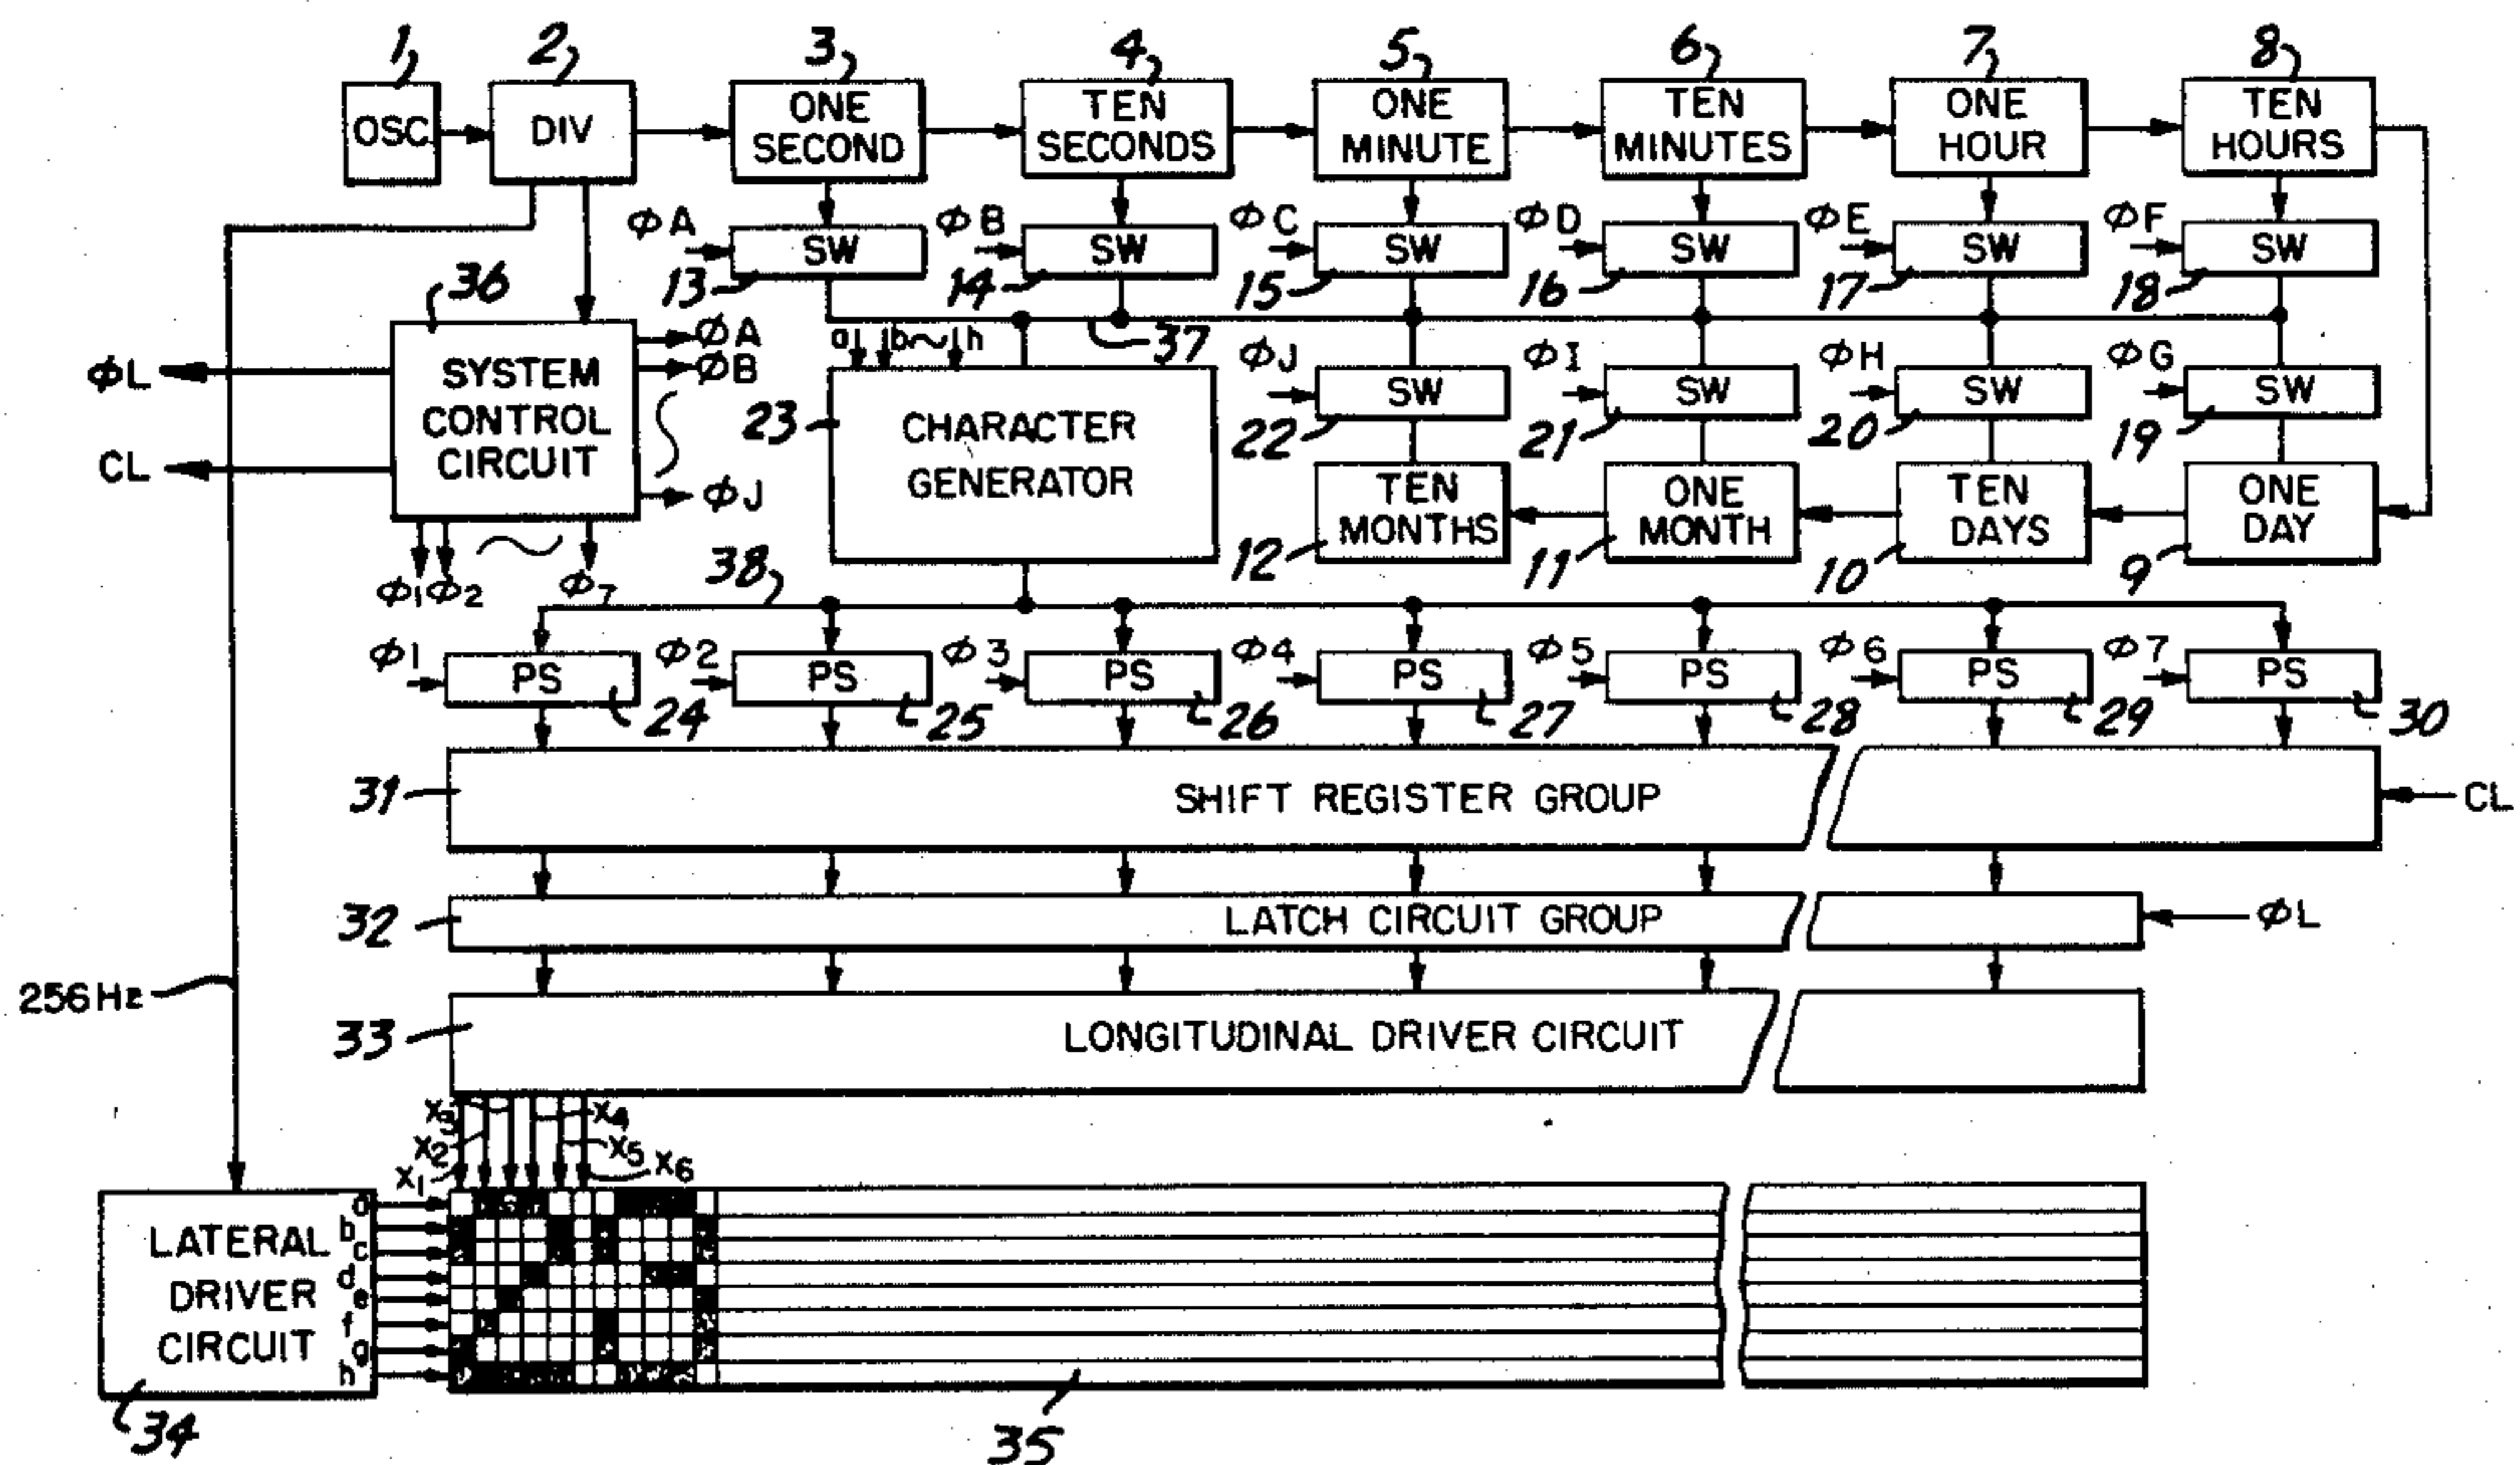 1 2 3 4 5 6 7 8
OSC DIV ONE SECOND TEN SECONDS ONE MINUTE TEN MINUTES ONE HOUR TEN HOURS
ϕA ϕB ϕC ϕD ϕE ϕF
SW SW SW SW SW SW
13 14 15 16 17 18
36
a b~h 37
ϕA
ϕB
ϕJ
ϕL
CL
SYSTEM CONTROL CIRCUIT
ϕJ ϕI ϕH ϕG
SW SW SW SW
22 21 20 19
23
CHARACTER GENERATOR
TEN MONTHS ONE MONTH TEN DAYS ONE DAY
12 11 10 9
ϕ1 ϕ2 ϕ7
38
ϕ1 ϕ2 ϕ3 ϕ4 ϕ5 ϕ6 ϕ7
PS PS PS PS PS PS PS
24 25 26 27 28 29 30
31 SHIFT REGISTER GROUP CL
32 LATCH CIRCUIT GROUP ϕL
256Hz
33 LONGITUDINAL DRIVER CIRCUIT
X3 X4
X2 X5
X1 X6
LATERAL DRIVER CIRCUIT
a
b
c
d
e
f
g
h
34 35